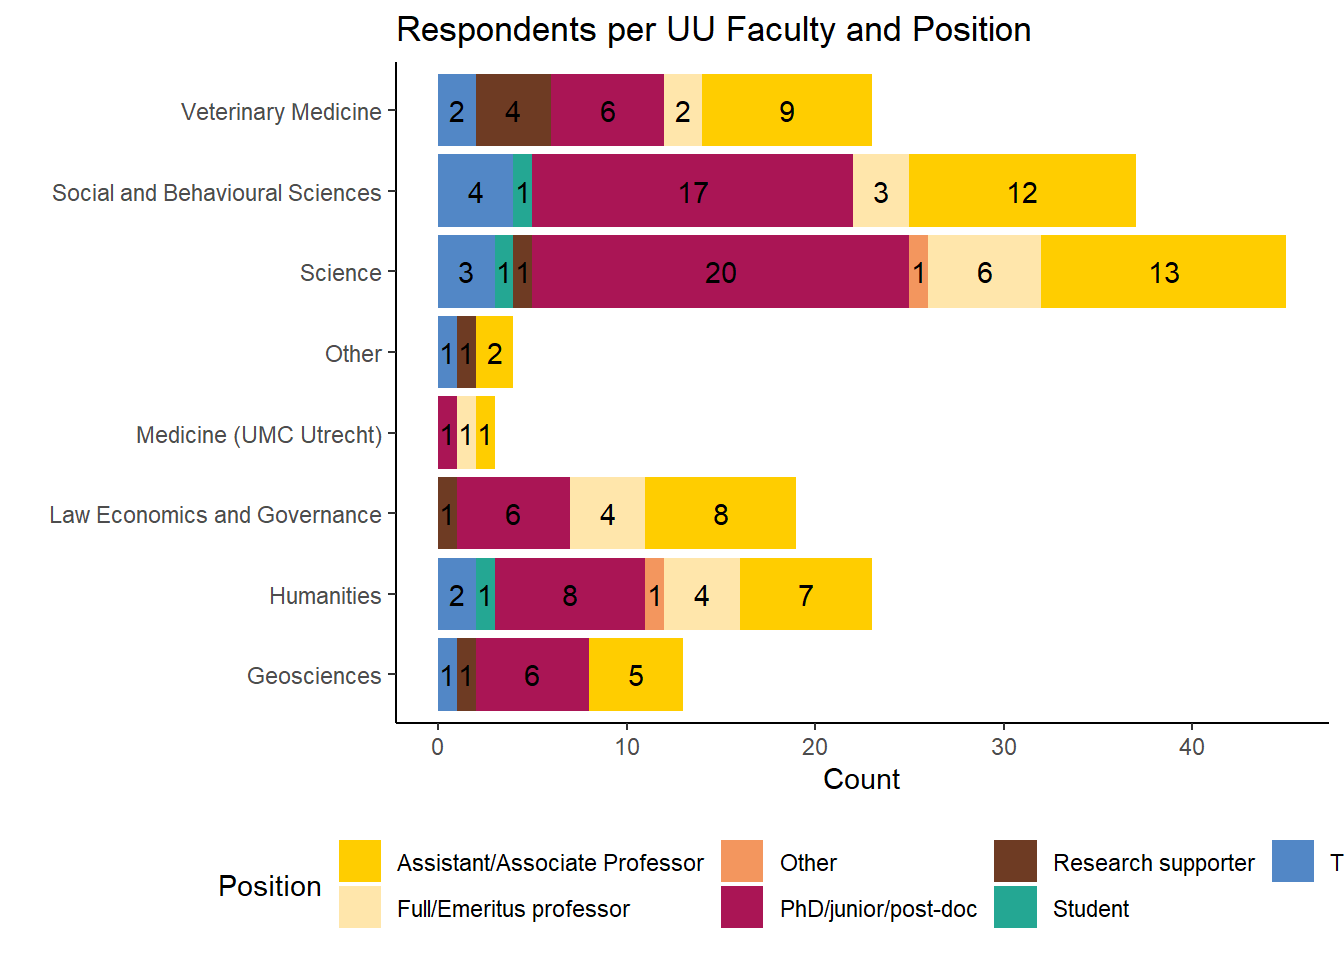 Respondents per UU Faculty and Position
Veterinary Medicine 2 4 6 2 9
Social and Behavioural Sciences 4 1 17 3 12
Science 3 1 1 20 1 6 13
Other 1 1 2
Medicine (UMC Utrecht) 1 1 1
Law Economics and Governance 1 6 4 8
Humanities 2 1 8 1 4 7
Geosciences 1 1 6 5
0 10 20 30 40
Count
Position
Assistant/Associate Professor Other Research supporter T
Full/Emeritus professor PhD/junior/post-doc Student